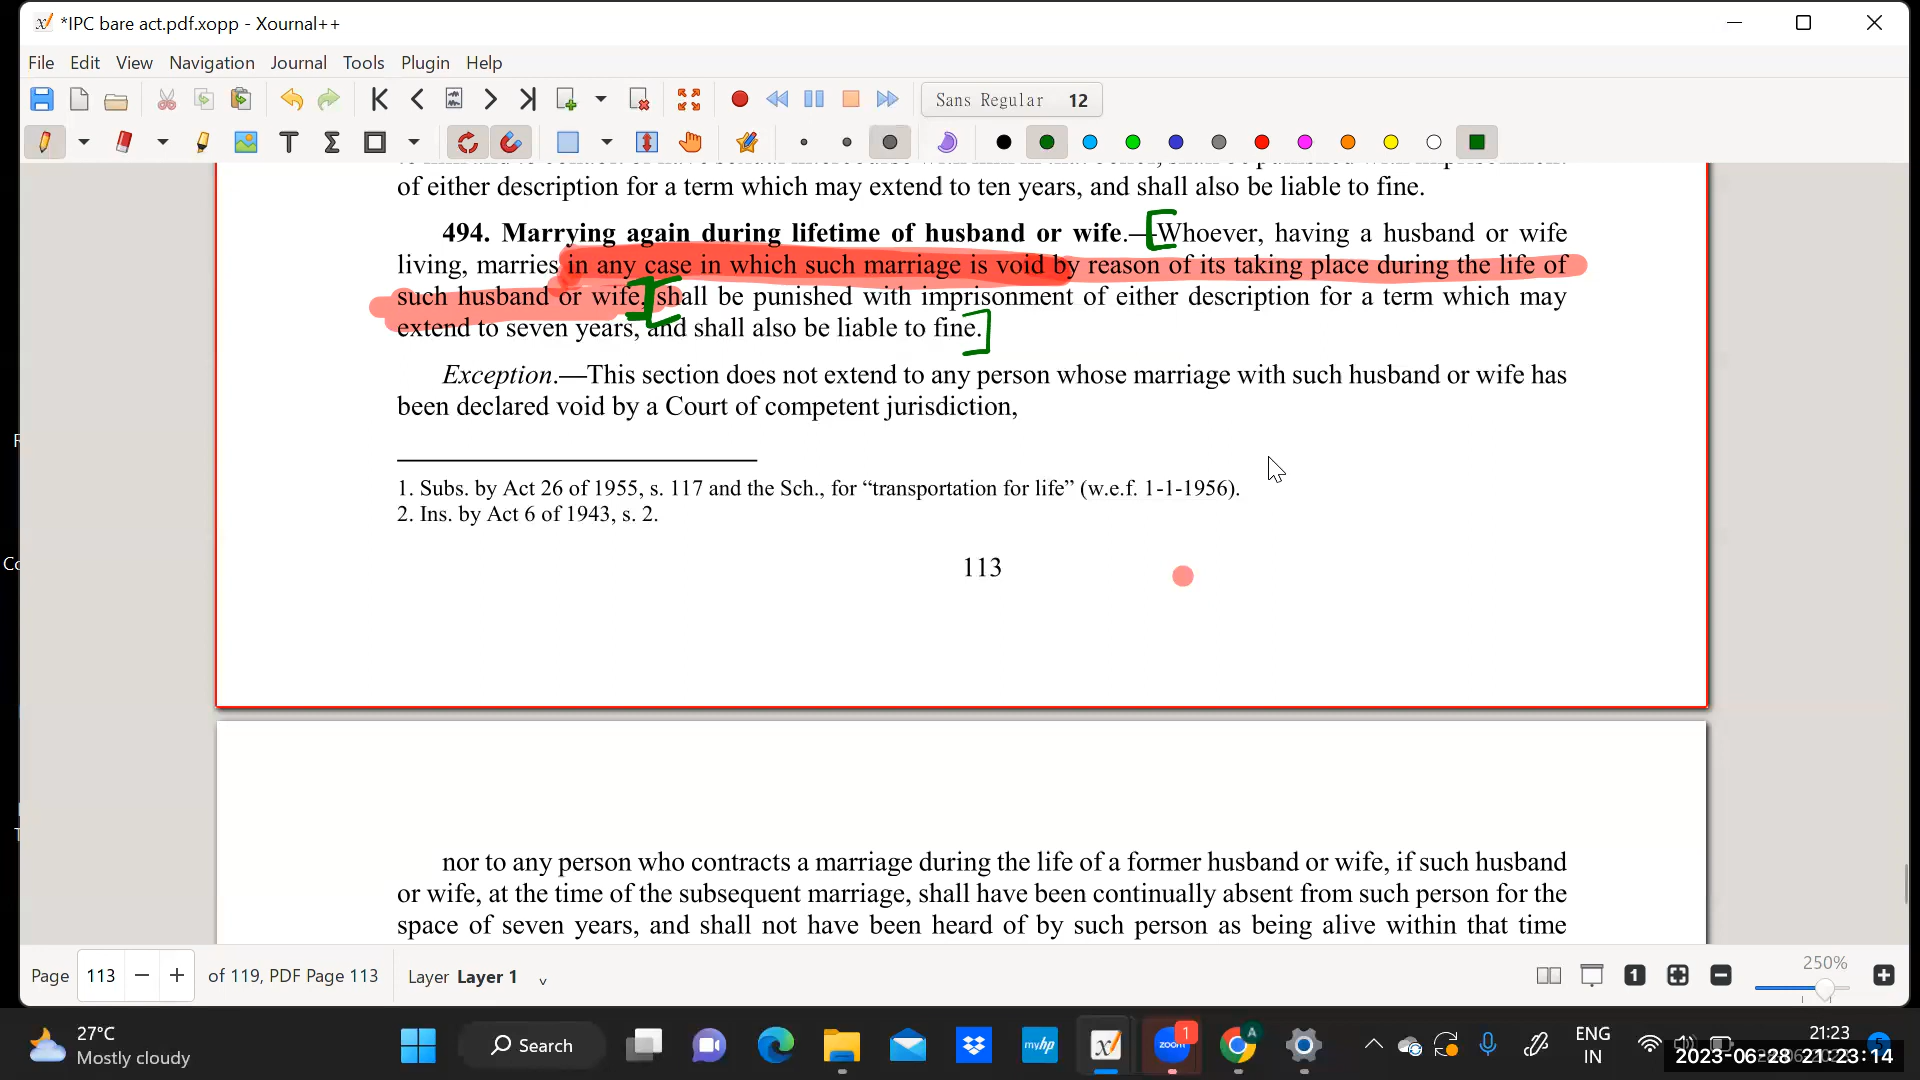 *IPC bare act.pdf.xopp - Xournal++
File Edit View Navigation Journal Tools Plugin Help
Sans Regular 12
of either description for a term which may extend to ten years, and shall also be liable to fine.
494. Marrying again during lifetime of husband or wife.—Whoever, having a husband or wife
living, marries in any case in which such marriage is void by reason of its taking place during the life of
such husband or wife, shall be punished with imprisonment of either description for a term which may
extend to seven years, and shall also be liable to fine.
Exception.—This section does not extend to any person whose marriage with such husband or wife has
been declared void by a Court of competent jurisdiction,
1. Subs. by Act 26 of 1955, s. 117 and the Sch., for “transportation for life” (w.e.f. 1-1-1956).
2. Ins. by Act 6 of 1943, s. 2.
113
nor to any person who contracts a marriage during the life of a former husband or wife, if such husband
or wife, at the time of the subsequent marriage, shall have been continually absent from such person for the
space of seven years, and shall not have been heard of by such person as being alive within that time
Page 113 of 119, PDF Page 113 Layer Layer 1 250%
27°C
Mostly cloudy
Search
myhp
zoom
1
A
ENG
IN
21:23
2023-06-28 21:23:14